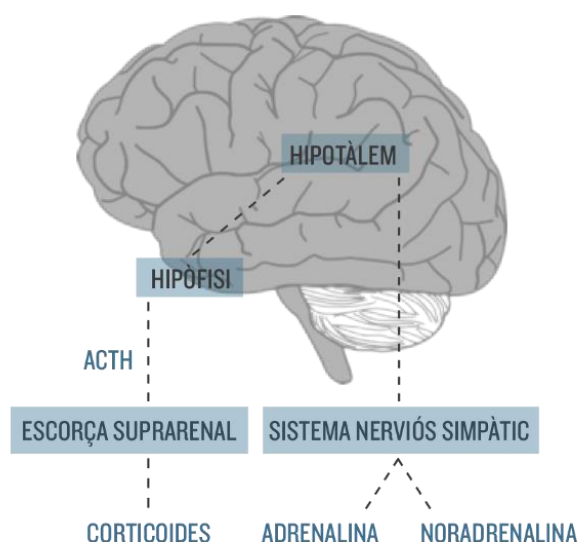 HIPOTÀLEM
HIPÒFISI
ACTH
ESCORÇA SUPRARENAL
SISTEMA NERVIÓS SIMPÀTIC
CORTICOIDES
ADRENALINA
NORADRENALINA